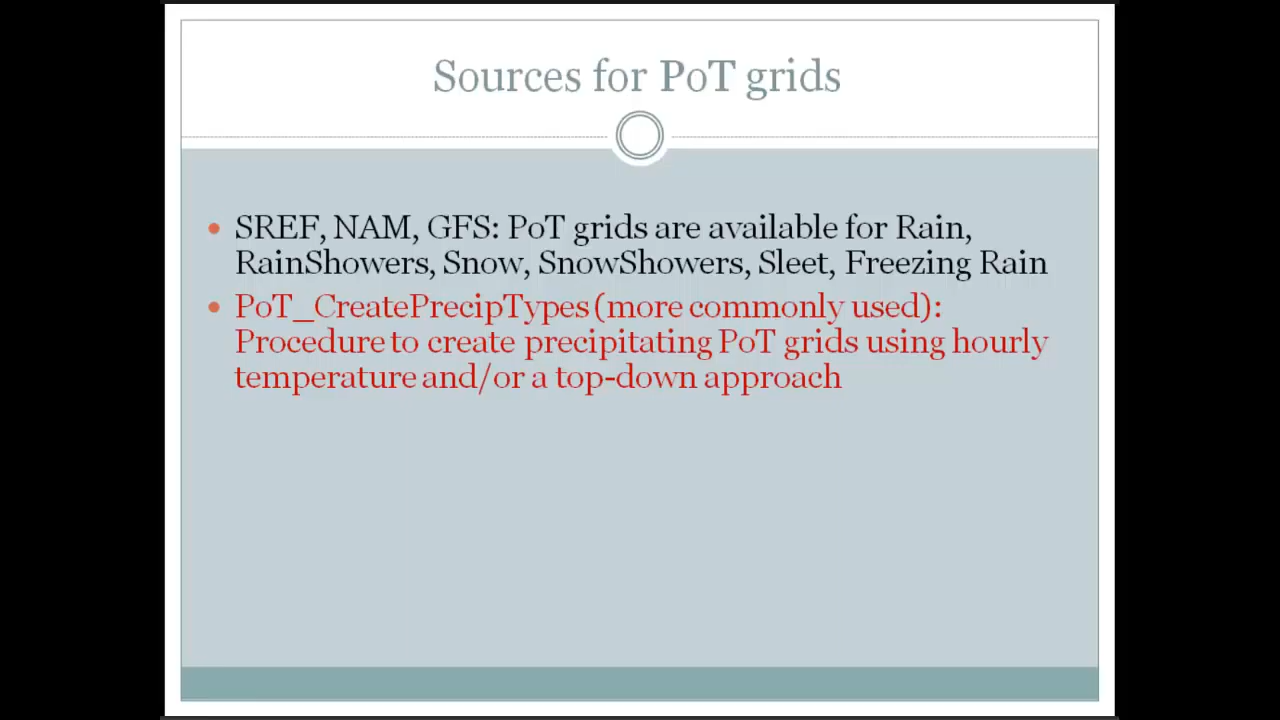 Sources for PoT grids
• SREF, NAM, GFS: PoT grids are available for Rain,
RainShowers, Snow, SnowShowers, Sleet, Freezing Rain
• PoT_CreatePrecipTypes (more commonly used):
Procedure to create precipitating PoT grids using hourly
temperature and/or a top-down approach